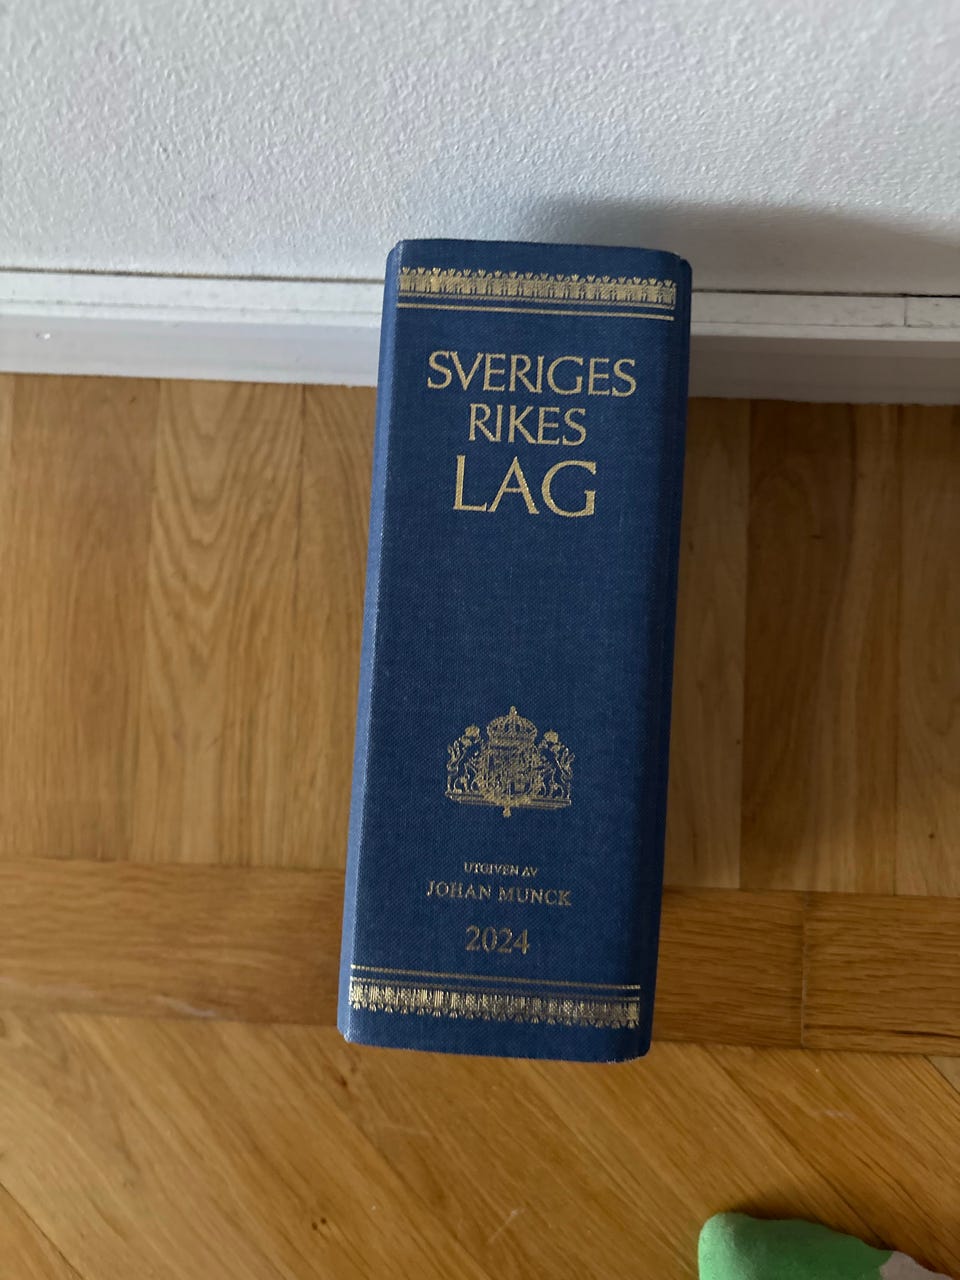 SVERIGES
RIKES
LAG
UTGIVEN AV
JOHAN MUNCK
2024